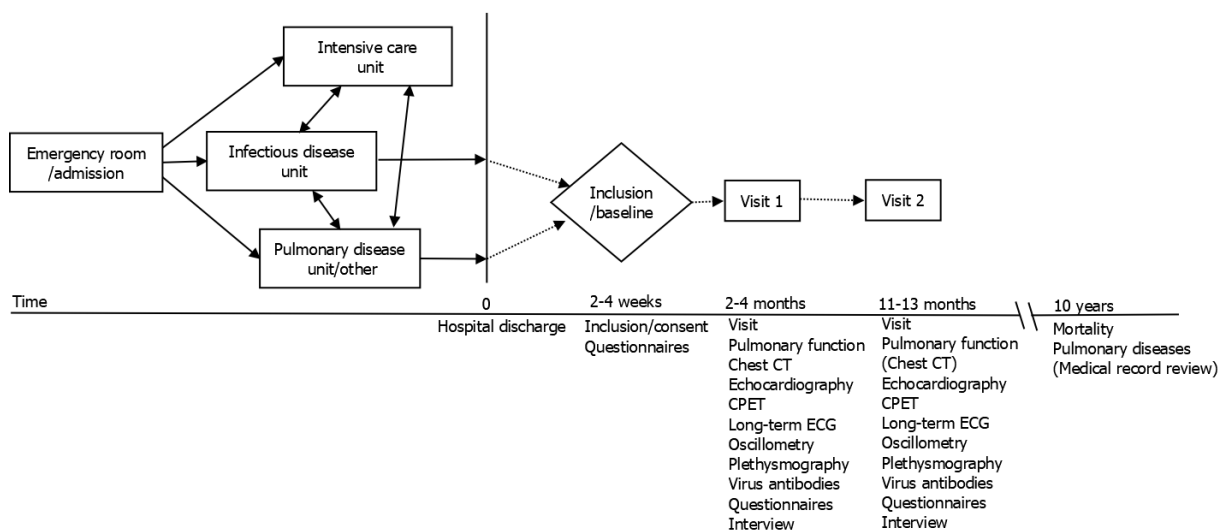 Intensive care
unit
Emergency room
/admission
Infectious disease
unit
Pulmonary disease
unit/other
Inclusion
/baseline
Visit 1
Visit 2
Time
0
Hospital discharge
2-4 weeks
Inclusion/consent
Questionnaires
2-4 months
Visit
Pulmonary function
Chest CT
Echocardiography
CPET
Long-term ECG
Oscillometry
Plethysmography
Virus antibodies
Questionnaires
Interview
11-13 months
Visit
Pulmonary function
(Chest CT)
Echocardiography
CPET
Long-term ECG
Oscillometry
Plethysmography
Virus antibodies
Questionnaires
Interview
10 years
Mortality
Pulmonary diseases
(Medical record review)